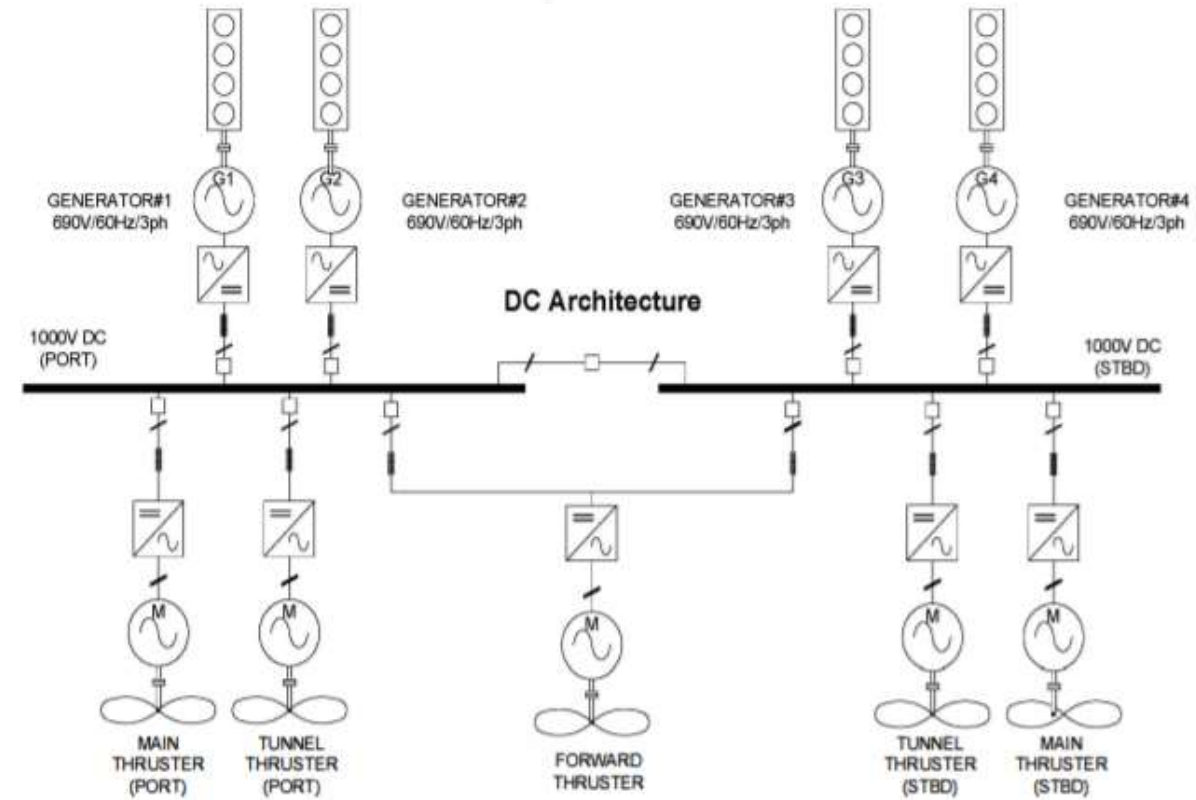 G1
G2
G3
G4
GENERATOR#1
690V/60Hz/3ph
GENERATOR#2
690V/60Hz/3ph
GENERATOR#3
690V/60Hz/3ph
GENERATOR#4
690V/60Hz/3ph
DC Architecture
1000V DC
(PORT)
1000V DC
(STBD)
M
M
M
M
M
MAIN
THRUSTER
(PORT)
TUNNEL
THRUSTER
(PORT)
FORWARD
THRUSTER
TUNNEL
THRUSTER
(STBD)
MAIN
THRUSTER
(STBD)